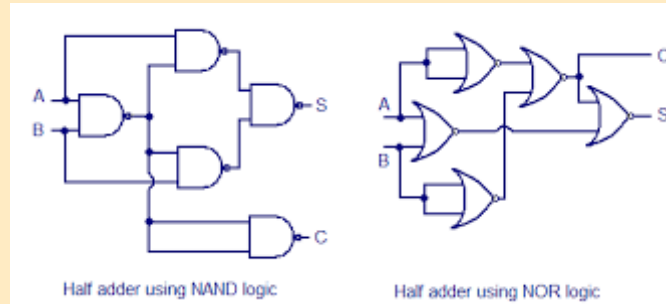 A
B
S
C
Half adder using NAND logic
A
B
C
S
Half adder using NOR logic